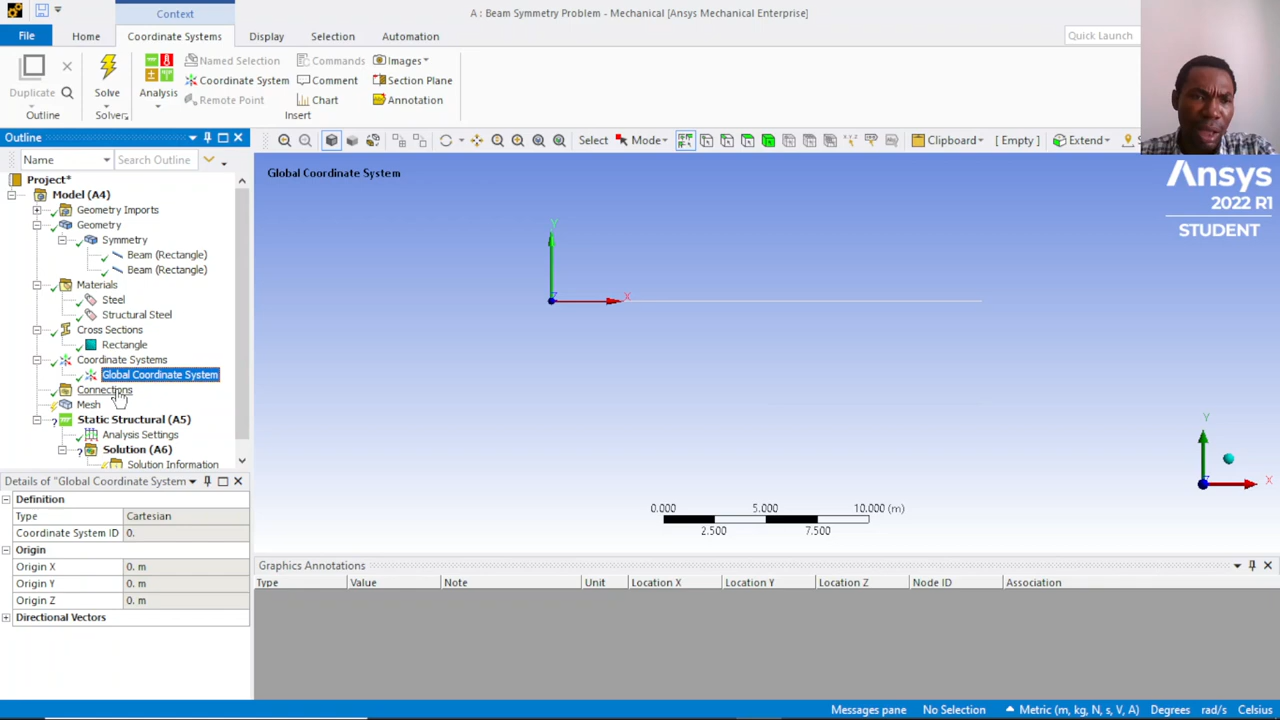 Context
A : Beam Symmetry Problem - Mechanical [Ansys Mechanical Enterprise]
File Home Coordinate Systems Display Selection Automation Quick Launch
Duplicate Outline
Solve Solver
Analysis
Named Selection Commands Images
Coordinate System Comment Section Plane
Remote Point Chart Annotation
Insert
Outline
Select Mode Clipboard [ Empty ] Extend
Name Search Outline
Project*
Model (A4)
Geometry Imports
Geometry
Symmetry
Beam (Rectangle)
Beam (Rectangle)
Materials
Steel
Structural Steel
Cross Sections
Rectangle
Coordinate Systems
Global Coordinate System
Connections
Mesh
Static Structural (A5)
Analysis Settings
Solution (A6)
Solution Information
Global Coordinate System
Y
X
Ansys
2022 R1
STUDENT
Y
X
0.000 5.000 10.000 (m)
2.500 7.500
Details of "Global Coordinate System
Definition
Type Cartesian
Coordinate System ID 0.
Origin
Origin X 0. m
Origin Y 0. m
Origin Z 0. m
Directional Vectors
Graphics Annotations
Type Value Note Unit Location X Location Y Location Z Node ID Association
Messages pane No Selection Metric (m, kg, N, s, V, A) Degrees rad/s Celsius